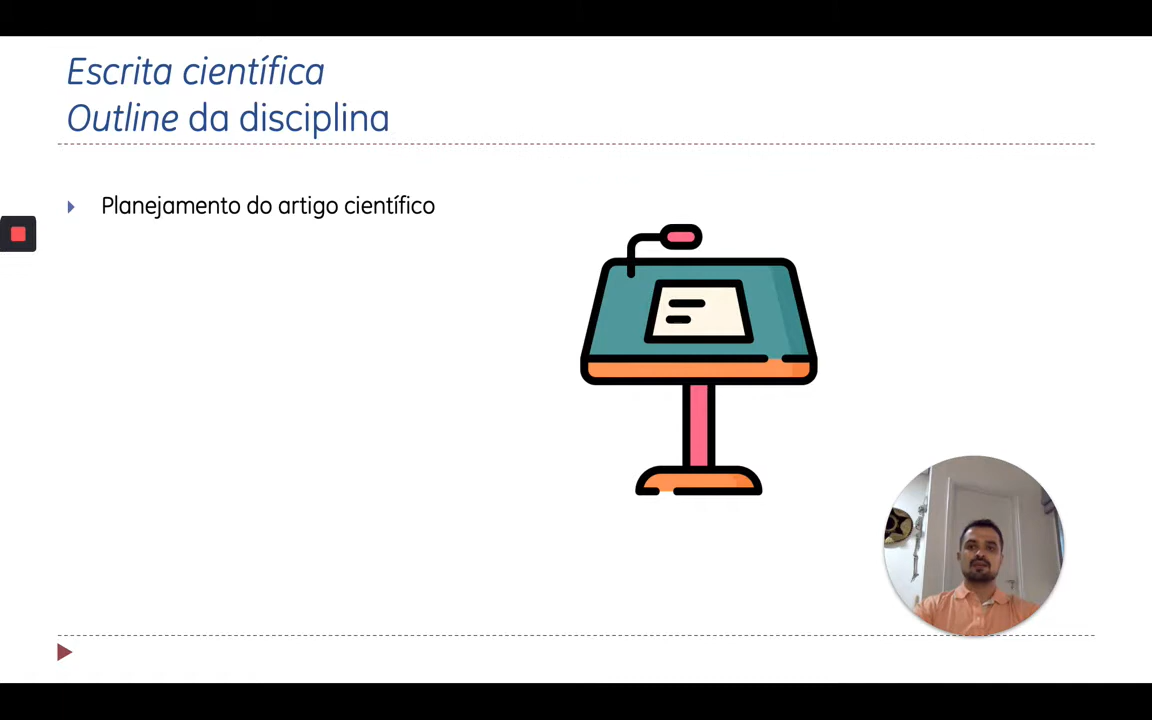 Escrita científica
Outline da disciplina
Planejamento do artigo científico